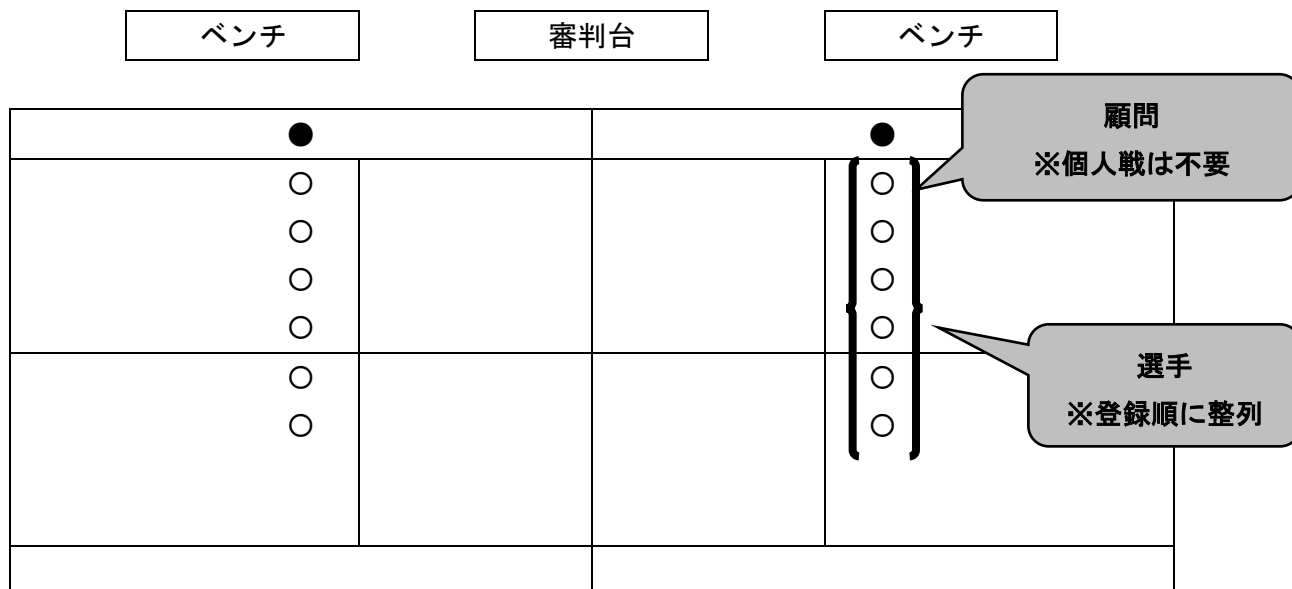 ベンチ
審判台
ベンチ
顧問
※個人戦は不要
選手
※登録順に整列